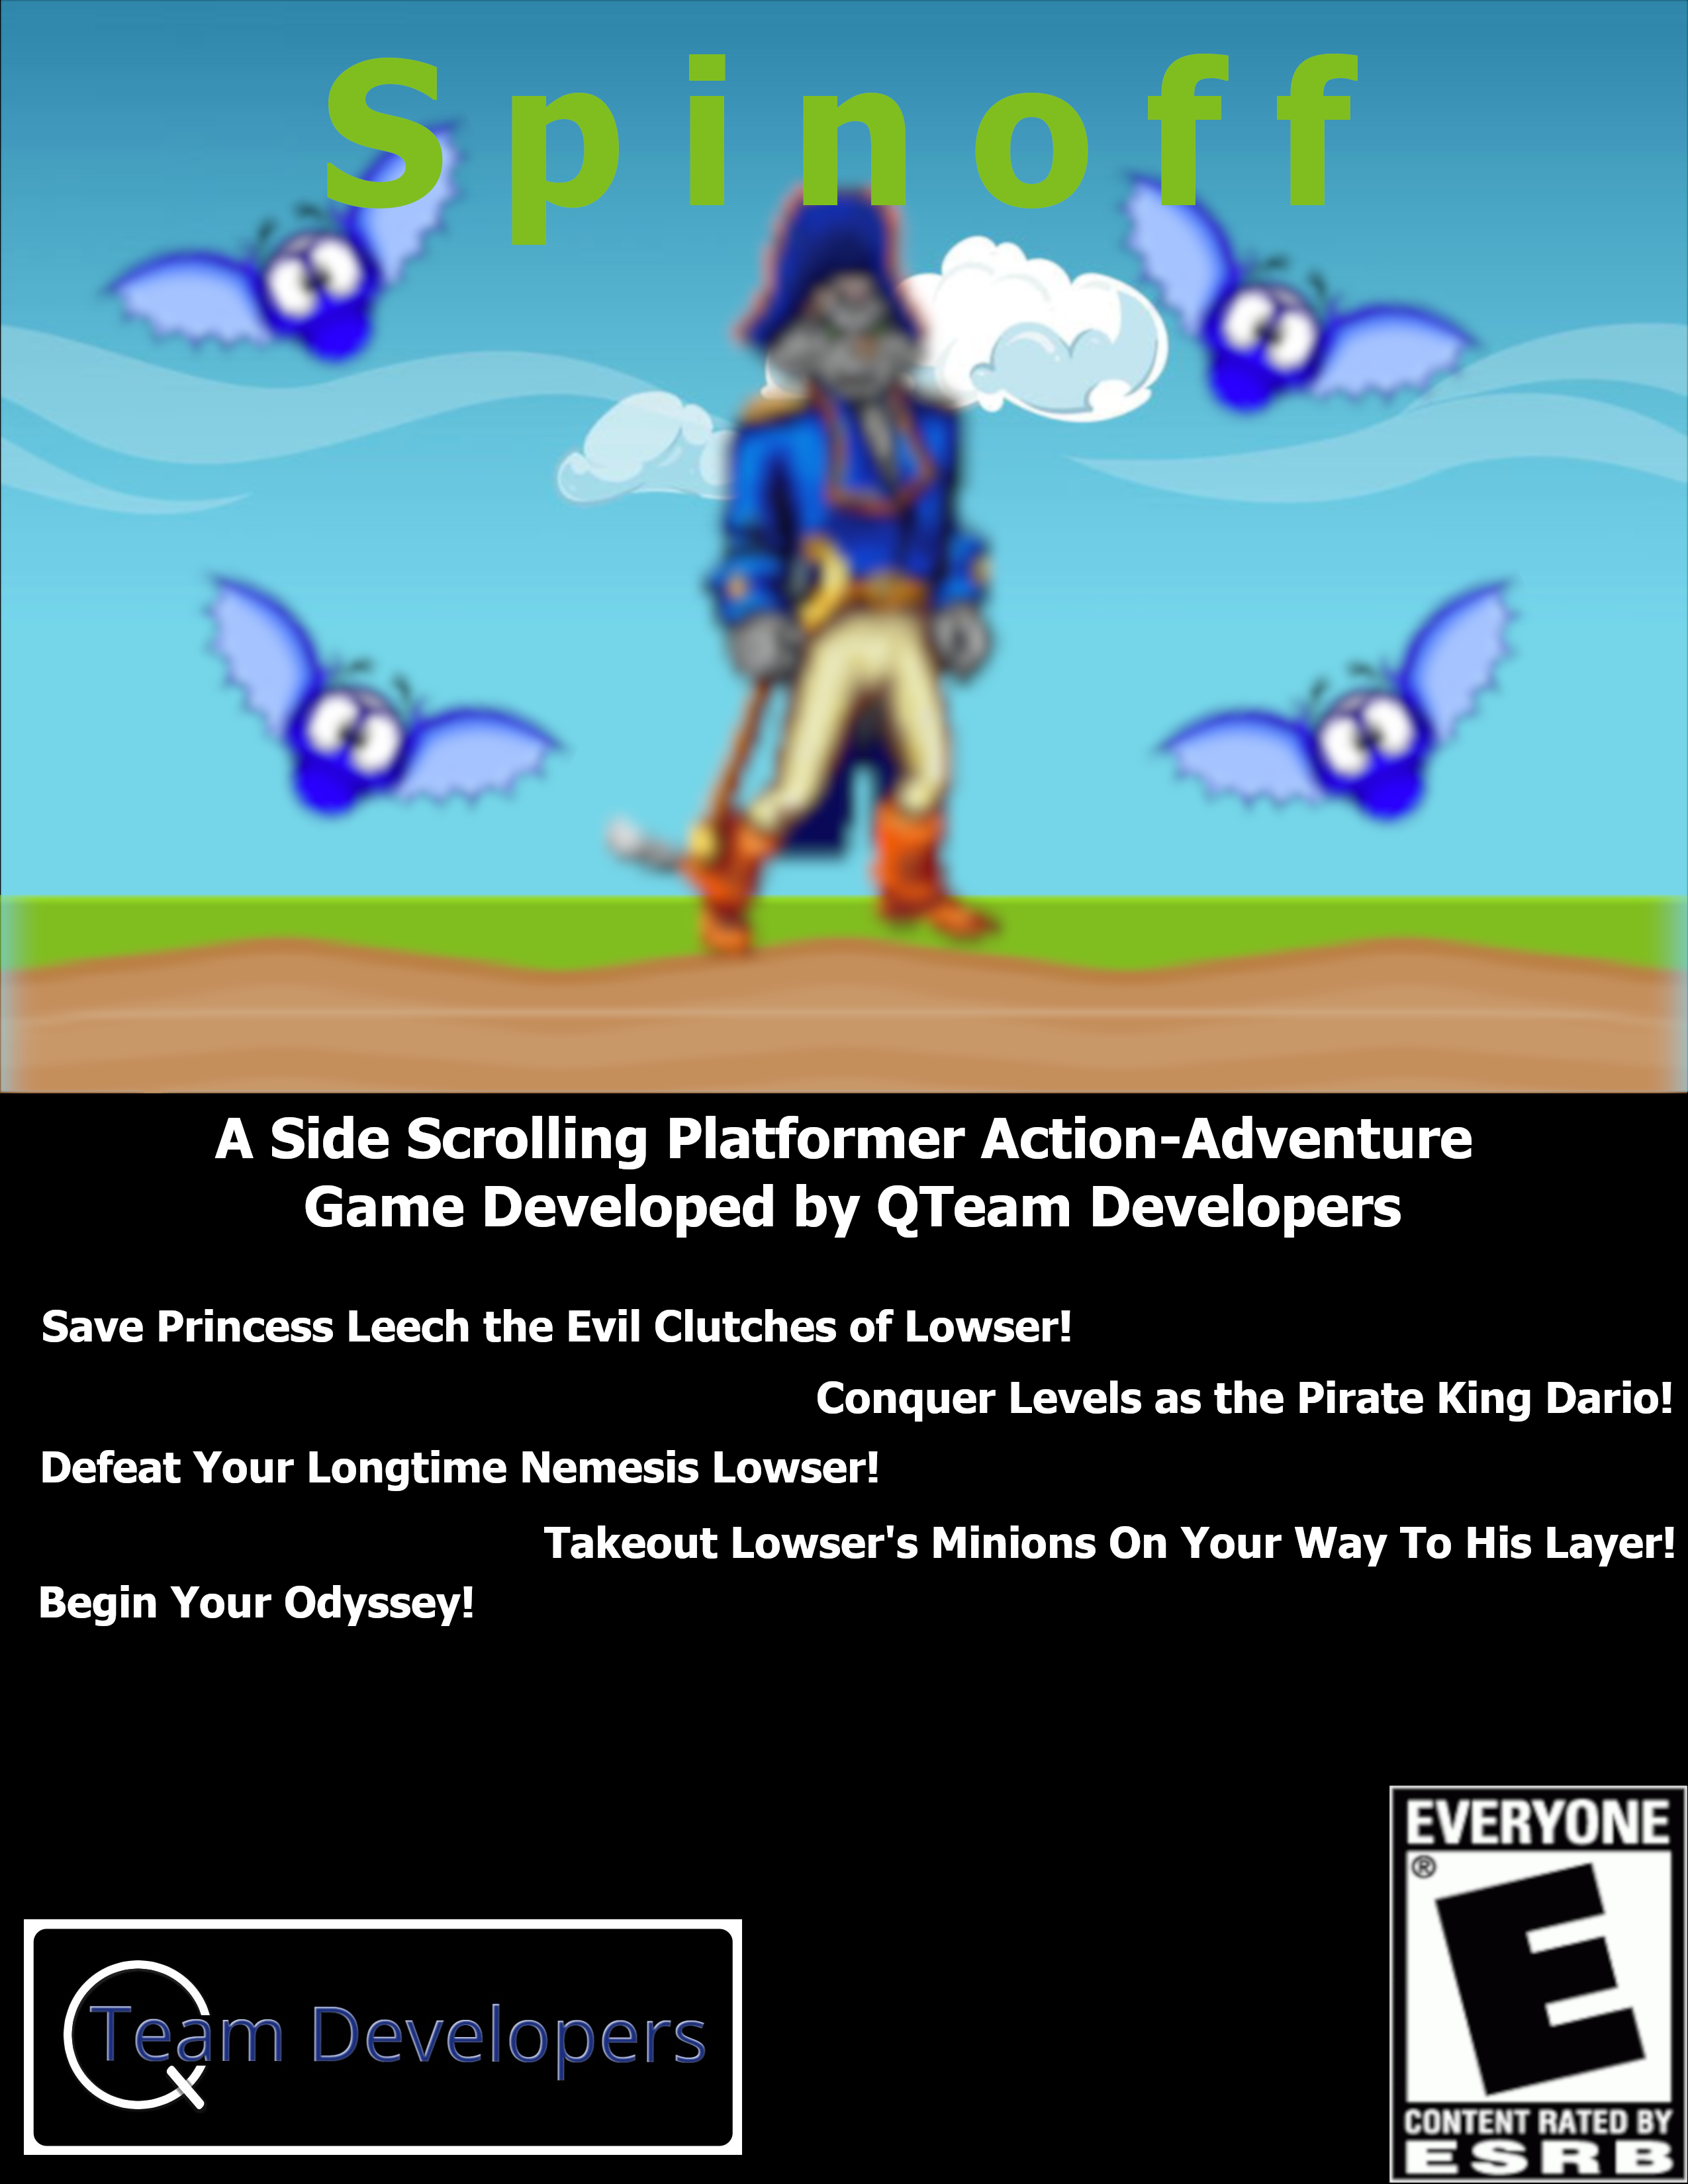 Spinoff
A Side Scrolling Platformer Action-Adventure
Game Developed by QTeam Developers
Save Princess Leech the Evil Clutches of Lowser!
Conquer Levels as the Pirate King Dario!
Defeat Your Longtime Nemesis Lowser!
Takeout Lowser's Minions On Your Way To His Layer!
Begin Your Odyssey!
QTeam Developers
EVERYONE
®
E
CONTENT RATED BY
ESRB